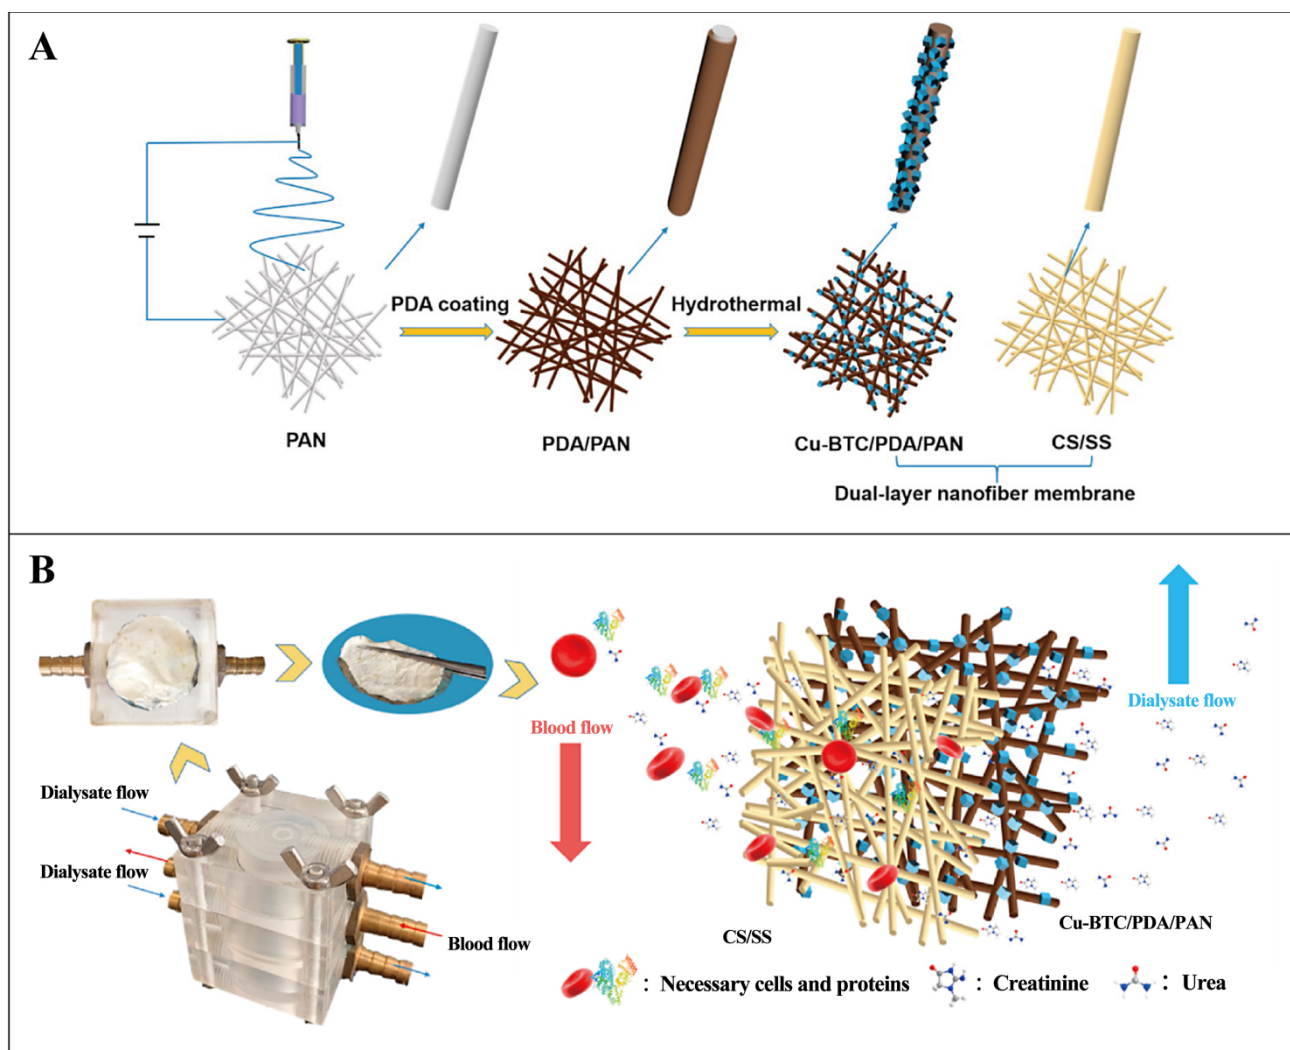 A
PDA coating
Hydrothermal
PAN
PDA/PAN
Cu-BTC/PDA/PAN
CS/SS
Dual-layer nanofiber membrane
B
Blood flow
Dialysate flow
Dialysate flow
Dialysate flow
Blood flow
CS/SS
Cu-BTC/PDA/PAN
: Necessary cells and proteins
: Creatinine
: Urea